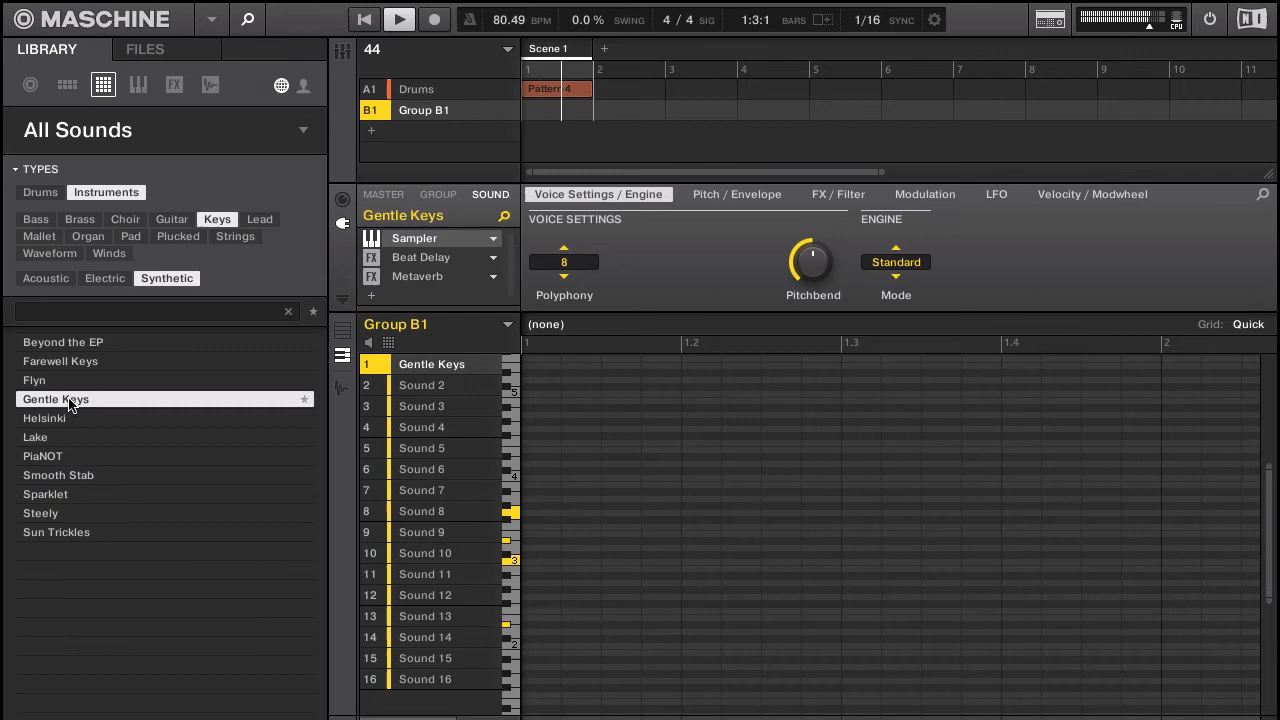 MASCHINE
80.49 BPM 0.0 % SWING 4 / 4 SIG 1:3:1 BARS 1/16 SYNC CPU
LIBRARY FILES
FX
All Sounds
TYPES
Drums Instruments
Bass Brass Choir Guitar Keys Lead
Mallet Organ Pad Plucked Strings
Waveform Winds
Acoustic Electric Synthetic
Beyond the EP
Farewell Keys
Flyn
Gentle Keys
Helsinki
Lake
PiaNOT
Smooth Stab
Sparklet
Steely
Sun Trickles
44
Scene 1 +
1 2 3 4 5 6 7 8 9 10 11
A1 Drums Pattern 4
B1 Group B1
+
MASTER GROUP SOUND
Gentle Keys
Sampler
FX Beat Delay
FX Metaverb
+
Voice Settings / Engine Pitch / Envelope FX / Filter Modulation LFO Velocity / Modwheel
VOICE SETTINGS ENGINE
8 Standard
Polyphony Pitchbend Mode
Group B1 (none) Grid: Quick
1 1.2 1.3 1.4 2
1 Gentle Keys
2 Sound 2
3 Sound 3
4 Sound 4
5 Sound 5
6 Sound 6
7 Sound 7
8 Sound 8
9 Sound 9
10 Sound 10
11 Sound 11
12 Sound 12
13 Sound 13
14 Sound 14
15 Sound 15
16 Sound 16
5
4
3
2